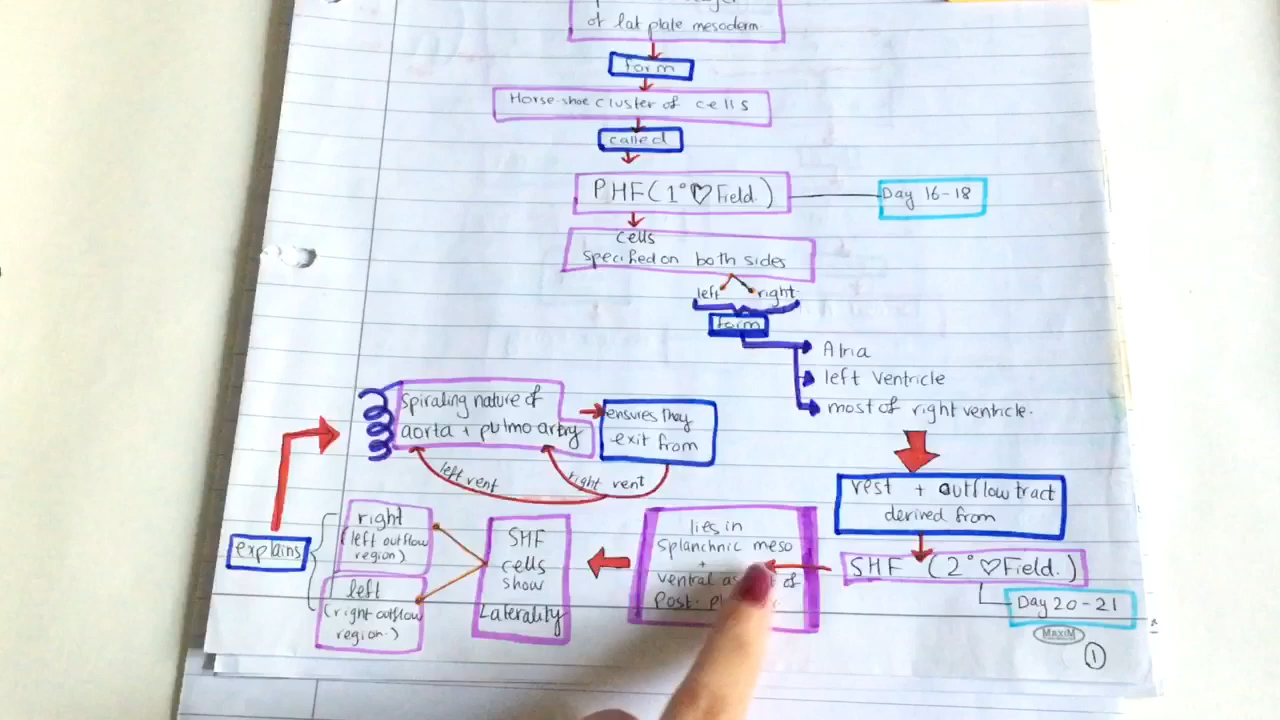 of lat plate mesoderm
form
Horse-shoe cluster of cells
called
PHF (1° ♡ Field.)
Day 16-18
cells
specified on both sides
left right
form
Atria
left ventricle
most of right ventricle.
rest + outflow tract
derived from
SHF (2° ♡ Field.)
Day 20-21
lies in
splanchnic meso
+
ventral of
post.
SHF
cells
show
Laterality
right
(left outflow
region)
left
(right outflow
region.)
explains
spiraling nature of
aorta + pulmo artry
ensures they
exit from
left vent
right vent
MAXIM
1